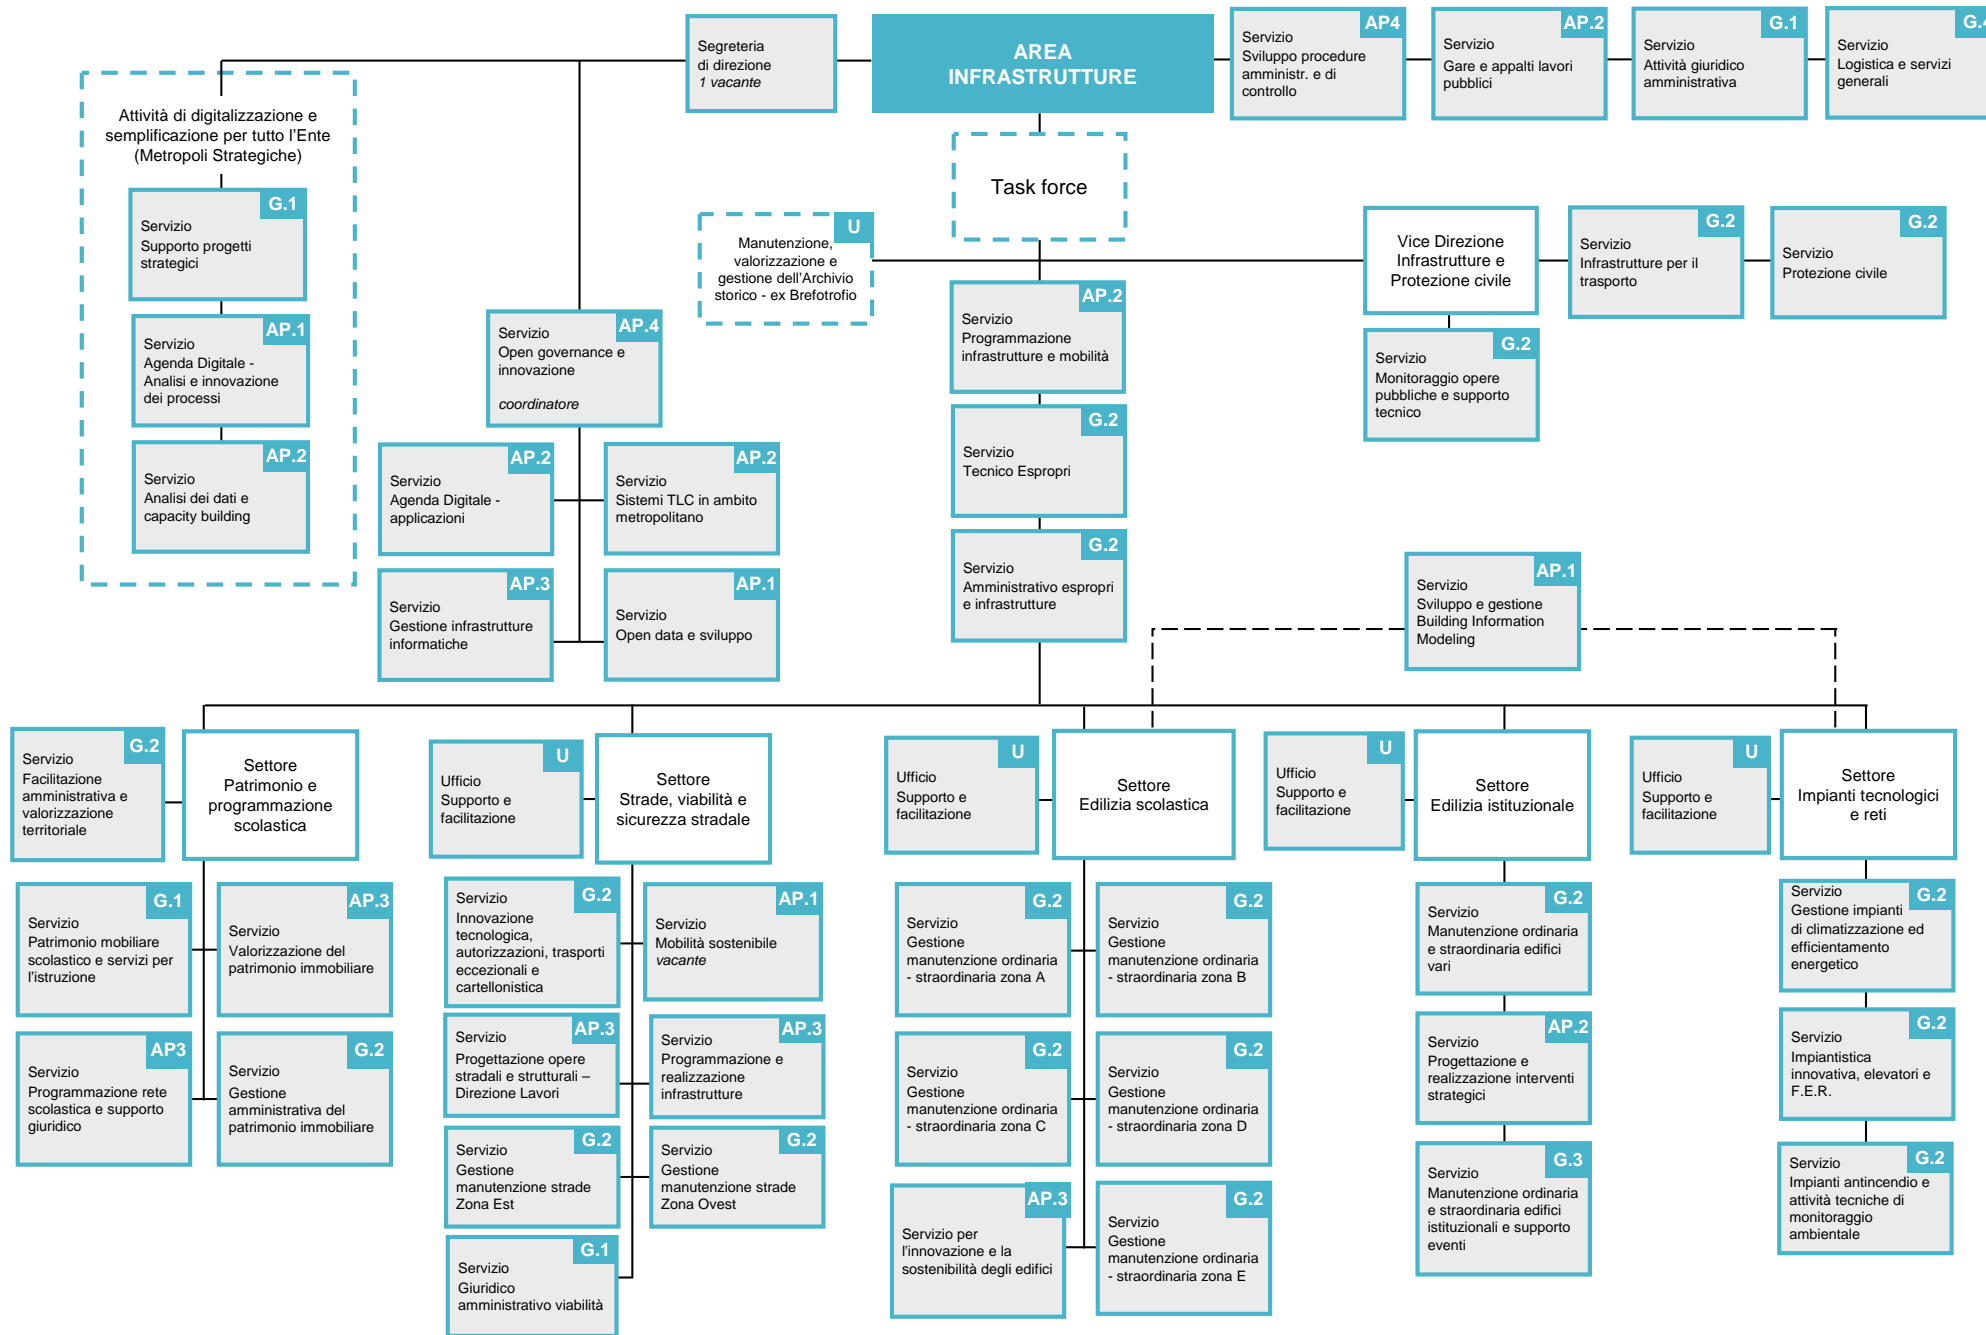 Segreteria
di direzione
1 vacante
AREA
INFRASTRUTTURE
AP4
Servizio
Sviluppo procedure
amministr. e di
controllo
AP.2
Servizio
Gare e appalti lavori
pubblici
G.1
Servizio
Attività giuridico
amministrativa
Servizio
Logistica e servizi
generali
Attività di digitalizzazione e
semplificazione per tutto l'Ente
(Metropoli Strategiche)
G.1
Servizio
Supporto progetti
strategici
AP.1
Servizio
Agenda Digitale -
Analisi e innovazione
dei processi
AP.2
Servizio
Analisi dei dati e
capacity building
Task force
U
Manutenzione,
valorizzazione e
gestione dell'Archivio
storico - ex Brefotrofio
Vice Direzione
Infrastrutture e
Protezione civile
G.2
Servizio
Infrastrutture per il
trasporto
G.2
Servizio
Protezione civile
G.2
Servizio
Monitoraggio opere
pubbliche e supporto
tecnico
AP.4
Servizio
Open governance e
innovazione
coordinatore
AP.2
Servizio
Agenda Digitale -
applicazioni
AP.2
Servizio
Sistemi TLC in ambito
metropolitano
AP.3
Servizio
Gestione infrastrutture
informatiche
AP.1
Servizio
Open data e sviluppo
AP.2
Servizio
Programmazione
infrastrutture e mobilità
G.2
Servizio
Tecnico Espropri
G.2
Servizio
Amministrativo espropri
e infrastrutture
AP.1
Servizio
Sviluppo e gestione
Building Information
Modeling
G.2
Servizio
Facilitazione
amministrativa e
valorizzazione
territoriale
Settore
Patrimonio e
programmazione
scolastica
G.1
Servizio
Patrimonio mobiliare
scolastico e servizi per
l'istruzione
AP.3
Servizio
Valorizzazione del
patrimonio immobiliare
AP3
Servizio
Programmazione rete
scolastica e supporto
giuridico
G.2
Servizio
Gestione
amministrativa del
patrimonio immobiliare
U
Ufficio
Supporto e
facilitazione
Settore
Strade, viabilità e
sicurezza stradale
G.2
Servizio
Innovazione
tecnologica,
autorizzazioni, trasporti
eccezionali e
cartellonistica
AP.1
Servizio
Mobilità sostenibile
vacante
AP.3
Servizio
Progettazione opere
stradali e strutturali –
Direzione Lavori
AP.3
Servizio
Programmazione e
realizzazione
infrastrutture
G.2
Servizio
Gestione
manutenzione strade
Zona Est
G.2
Servizio
Gestione
manutenzione strade
Zona Ovest
G.1
Servizio
Giuridico
amministrativo viabilità
U
Ufficio
Supporto e
facilitazione
Settore
Edilizia scolastica
G.2
Servizio
Gestione
manutenzione ordinaria
- straordinaria zona A
G.2
Servizio
Gestione
manutenzione ordinaria
- straordinaria zona B
G.2
Servizio
Gestione
manutenzione ordinaria
- straordinaria zona C
G.2
Servizio
Gestione
manutenzione ordinaria
- straordinaria zona D
AP.3
Servizio per
l'innovazione e la
sostenibilità degli edifici
G.2
Servizio
Gestione
manutenzione ordinaria
- straordinaria zona E
U
Ufficio
Supporto e
facilitazione
Settore
Edilizia istituzionale
G.2
Servizio
Manutenzione ordinaria
e straordinaria edifici
vari
AP.2
Servizio
Progettazione e
realizzazione interventi
strategici
G.3
Servizio
Manutenzione ordinaria
e straordinaria edifici
istituzionali e supporto
eventi
U
Ufficio
Supporto e
facilitazione
Settore
Impianti tecnologici
e reti
G.2
Servizio
Gestione impianti
di climatizzazione ed
efficientamento
energetico
G.2
Servizio
Impiantistica
innovativa, elevatori e
F.E.R.
G.2
Servizio
Impianti antincendio e
attività tecniche di
monitoraggio
ambientale